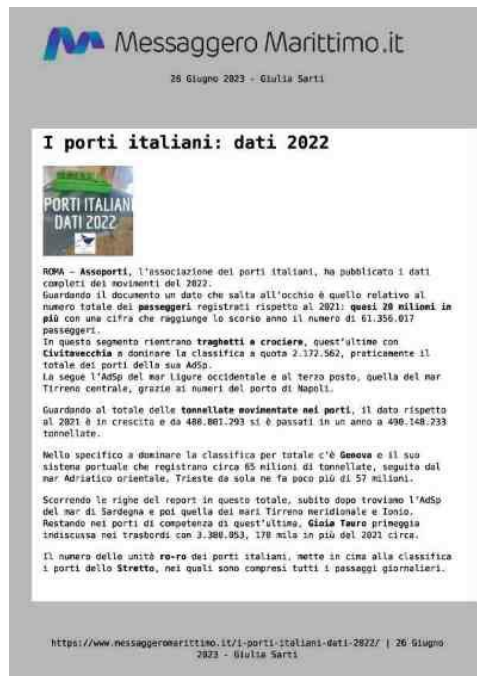 Messaggero Marittimo.it
26 Giugno 2023 - Giulia Sarti
I porti italiani: dati 2022
PORTI ITALIANI
DATI 2022
ROMA – Assoporti, l'associazione dei porti italiani, ha pubblicato i dati
completi dei movimenti del 2022.
Guardando il documento un dato che salta all'occhio è quello relativo al
numero totale dei passeggeri registrati rispetto al 2021: quasi 20 milioni in
più con una cifra che raggiunge lo scorso anno il numero di 61.356.017
passeggeri.
In questo segmento rientrano traghetti e crociere, quest'ultime con
Civitavecchia a dominare la classifica a quota 2.172.562, praticamente il
totale dei porti della sua AdSp.
La segue l'AdSp del mar Ligure occidentale e al terzo posto, quella del mar
Tirreno centrale, grazie ai numeri del porto di Napoli.
Guardando al totale delle tonnellate movimentate nei porti, il dato rispetto
al 2021 è in crescita e da 480.801.293 si è passati in un anno a 490.148.233
tonnellate.
Nello specifico a dominare la classifica per totale c'è Genova e il suo
sistema portuale che registrano circa 65 milioni di tonnellate, seguita dal
mar Adriatico orientale, Trieste da sola ne fa poco più di 57 milioni.
Scorrendo le righe del report in questo totale, subito dopo troviamo l'AdSp
del mar di Sardegna e poi quella dei mari Tirreno meridionale e Ionio.
Restando nei porti di competenza di quest'ultima, Gioia Tauro primeggia
indiscussa nei trasbordi con 3.380.053, 170 mila in più del 2021 circa.
Il numero delle unità ro-ro dei porti italiani, mette in cima alla classifica
i porti dello Stretto, nei quali sono compresi tutti i passaggi giornalieri.
https://www.messaggeromarittimo.it/i-porti-italiani-dati-2022/ | 26 Giugno
2023 - Giulia Sarti